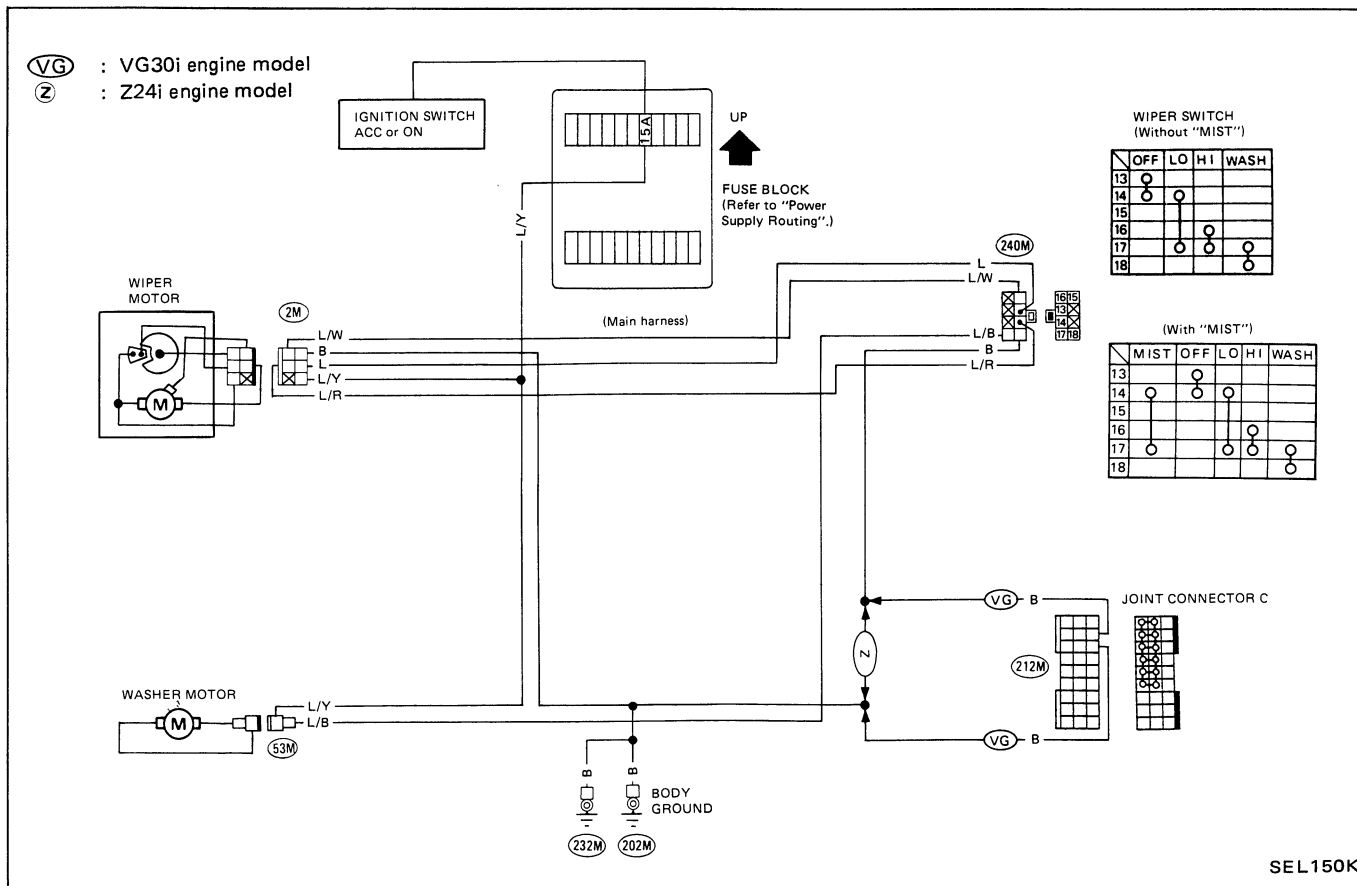 VG : VG30i engine model
Z : Z24i engine model
IGNITION SWITCH
ACC or ON
15A
UP
FUSE BLOCK
(Refer to "Power
Supply Routing".)
L/Y
WIPER SWITCH
(Without "MIST")
OFF LO HI WASH
13
14
15
16
17
18
(With "MIST")
MIST OFF LO HI WASH
13
14
15
16
17
18
240M
L
L/W
L/B
B
L/R
16 15
13
14
17 18
WIPER
MOTOR
M
2M
L/W
B
L
L/Y
L/R
(Main harness)
VG B
JOINT CONNECTOR C
Z
212M
VG B
WASHER MOTOR
M
L/Y
L/B
53M
B
B
BODY
GROUND
232M
202M
SEL150K